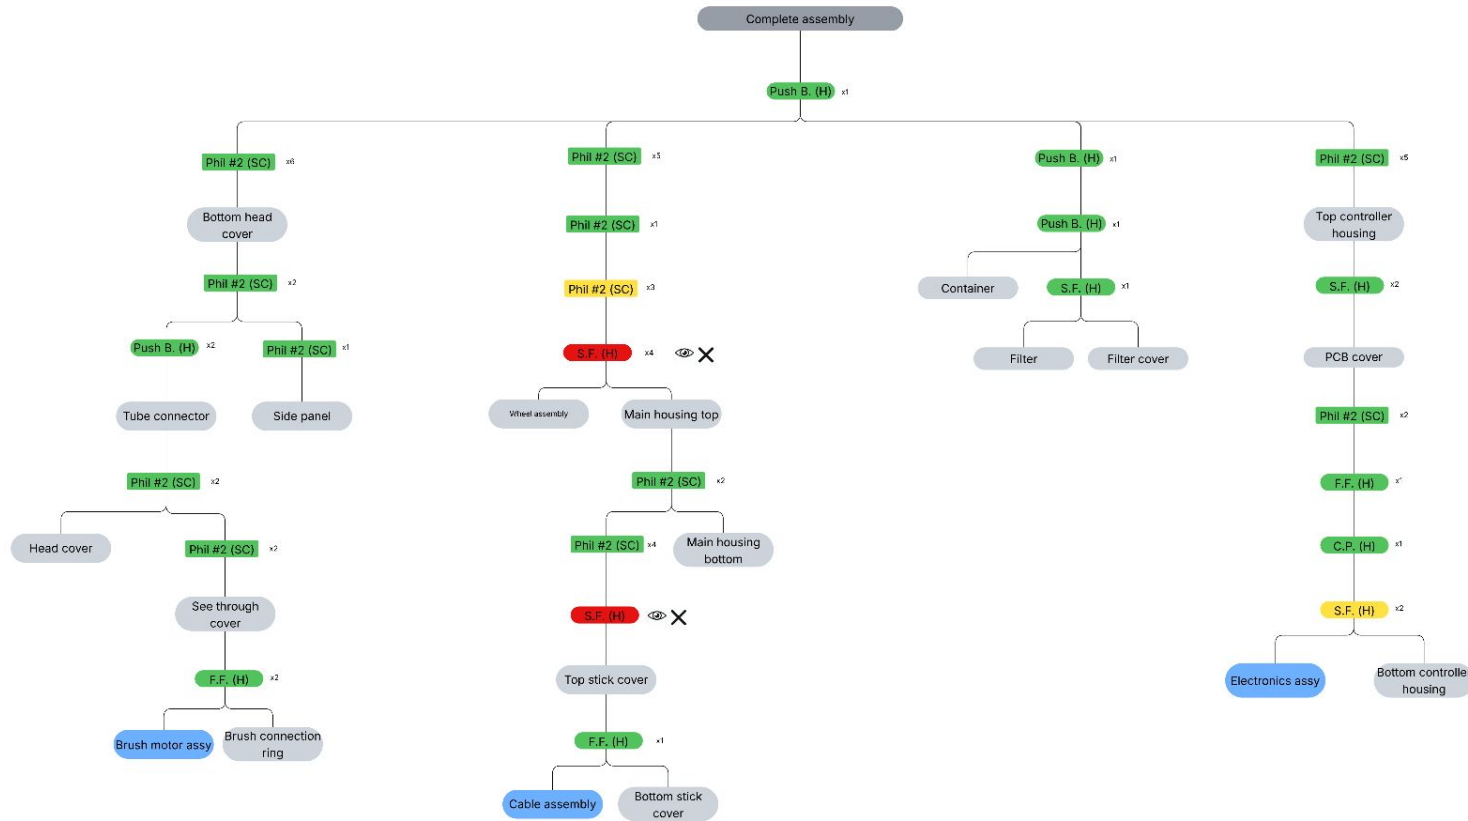 Complete assembly
Push B. (H) x1
Phil #2 (SC) x6
Phil #2 (SC) x5
Push B. (H) x1
Phil #2 (SC) x5
Bottom head
cover
Phil #2 (SC) x1
Push B. (H) x1
Top controller
housing
Phil #2 (SC) x2
Phil #2 (SC) x3
Container
S.F. (H) x1
S.F. (H) x2
Push B. (H) x2
Phil #2 (SC) x1
S.F. (H) x4
Filter
Filter cover
PCB cover
Tube connector
Side panel
Wheel assembly
Main housing top
Phil #2 (SC) x2
Phil #2 (SC) x2
Phil #2 (SC) x2
F.F. (H) x1
Head cover
Phil #2 (SC) x2
Phil #2 (SC) x4
Main housing
bottom
C.P. (H) x1
See through
cover
S.F. (H)
S.F. (H) x2
F.F. (H) x2
Top stick cover
Electronics assy
Bottom controlle
housing
Brush motor assy
Brush connection
ring
F.F. (H) x1
Cable assembly
Bottom stick
cover